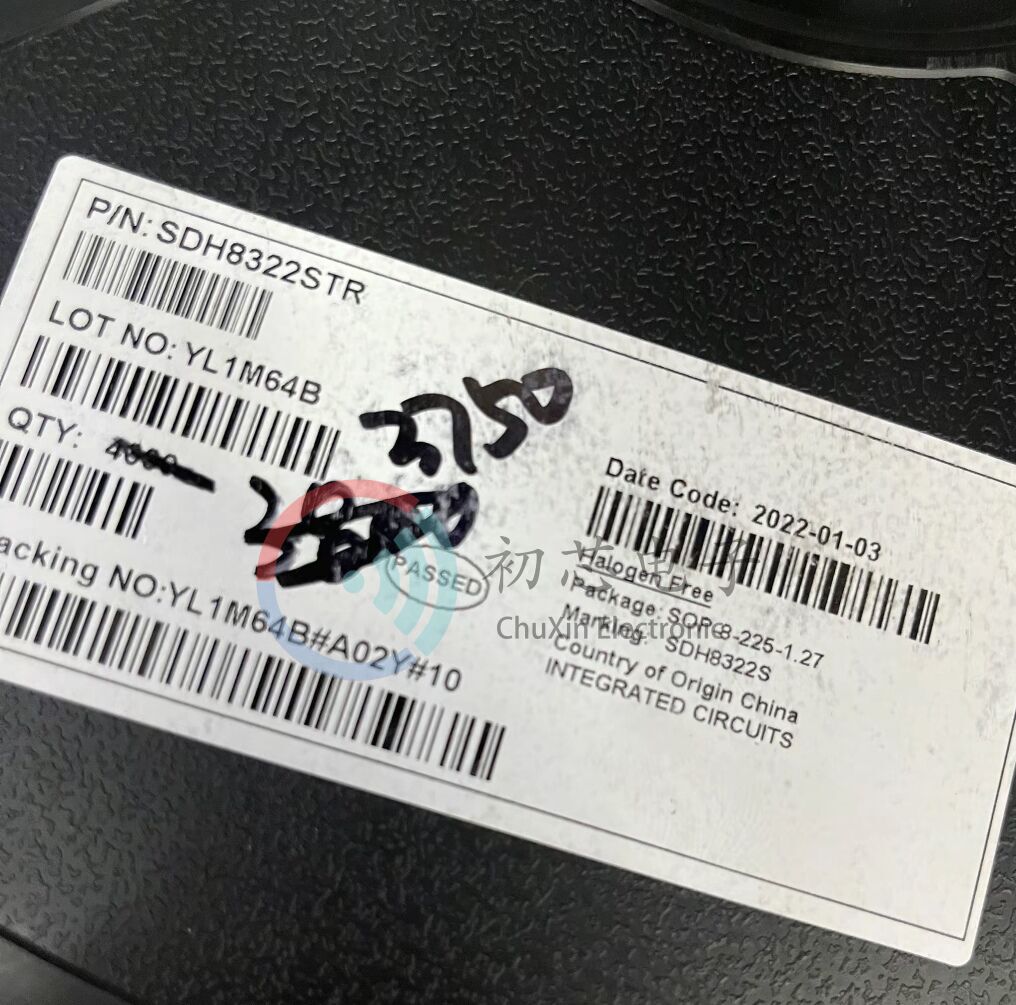 P/N: SDH8322STR
LOT NO: YL1M64B
3750
QTY: 4000
PASSED
acking NO:YL1M64B#A02Y#10
Date Code: 2022-01-03
Halogen Free
Package: SOP-8-225-1.27
Marking: SDH8322S
Country of Origin China
INTEGRATED CIRCUITS
初芯电子
ChuXin Electronic